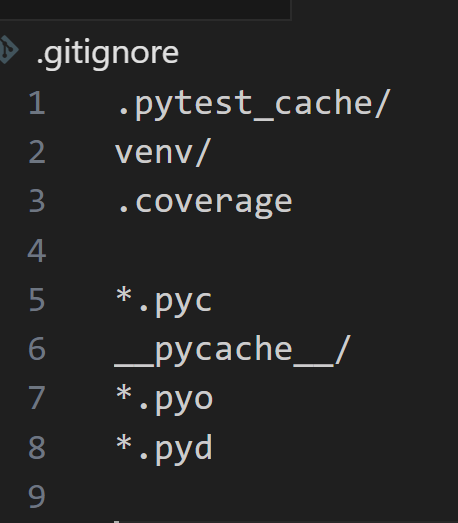 .gitignore
1 .pytest_cache/
2 venv/
3 .coverage
4
5 *.pyc
6 __pycache__/
7 *.pyo
8 *.pyd
9